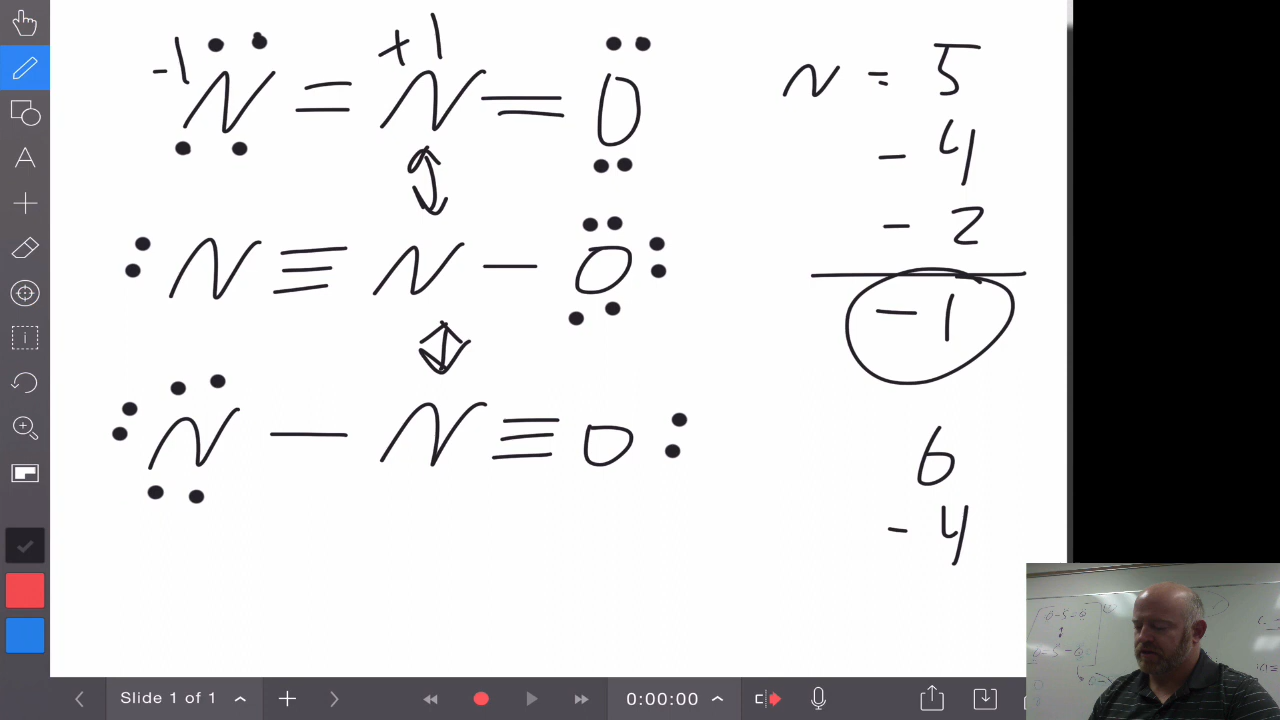 -1 +1
N = N = O
N ≡ N - O
N - N ≡ O
N = 5
- 4
- 2
- 1
6
- 4
A
i
Slide 1 of 1
0:00:00